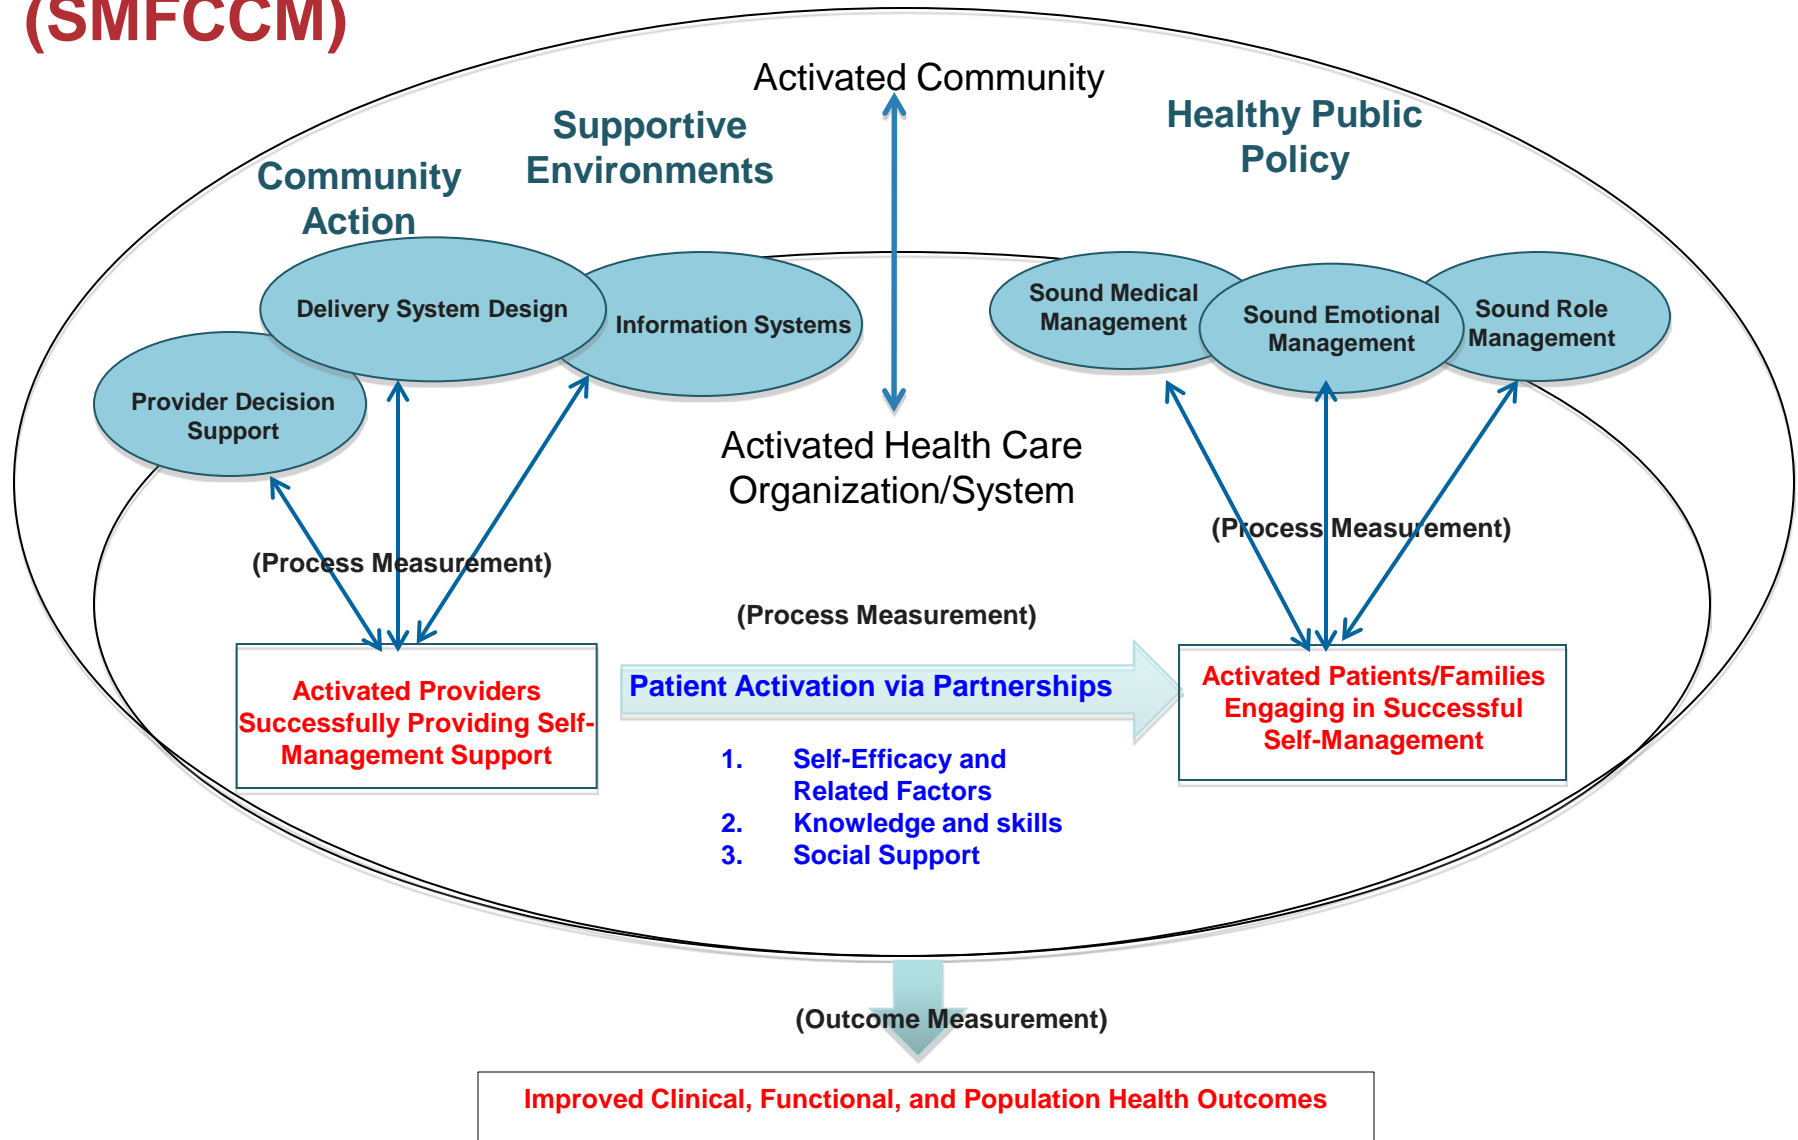 (SMFCCM)
Activated Community
Supportive
Environments
Healthy Public
Policy
Community
Action
Delivery System Design
Information Systems
Provider Decision
Support
Sound Medical
Management
Sound Emotional
Management
Sound Role
Management
Activated Health Care
Organization/System
(Process Measurement)
(Process Measurement)
(Process Measurement)
Activated Providers
Successfully Providing Self-
Management Support
Patient Activation via Partnerships
Activated Patients/Families
Engaging in Successful
Self-Management
1. Self-Efficacy and
Related Factors
2. Knowledge and skills
3. Social Support
(Outcome Measurement)
Improved Clinical, Functional, and Population Health Outcomes